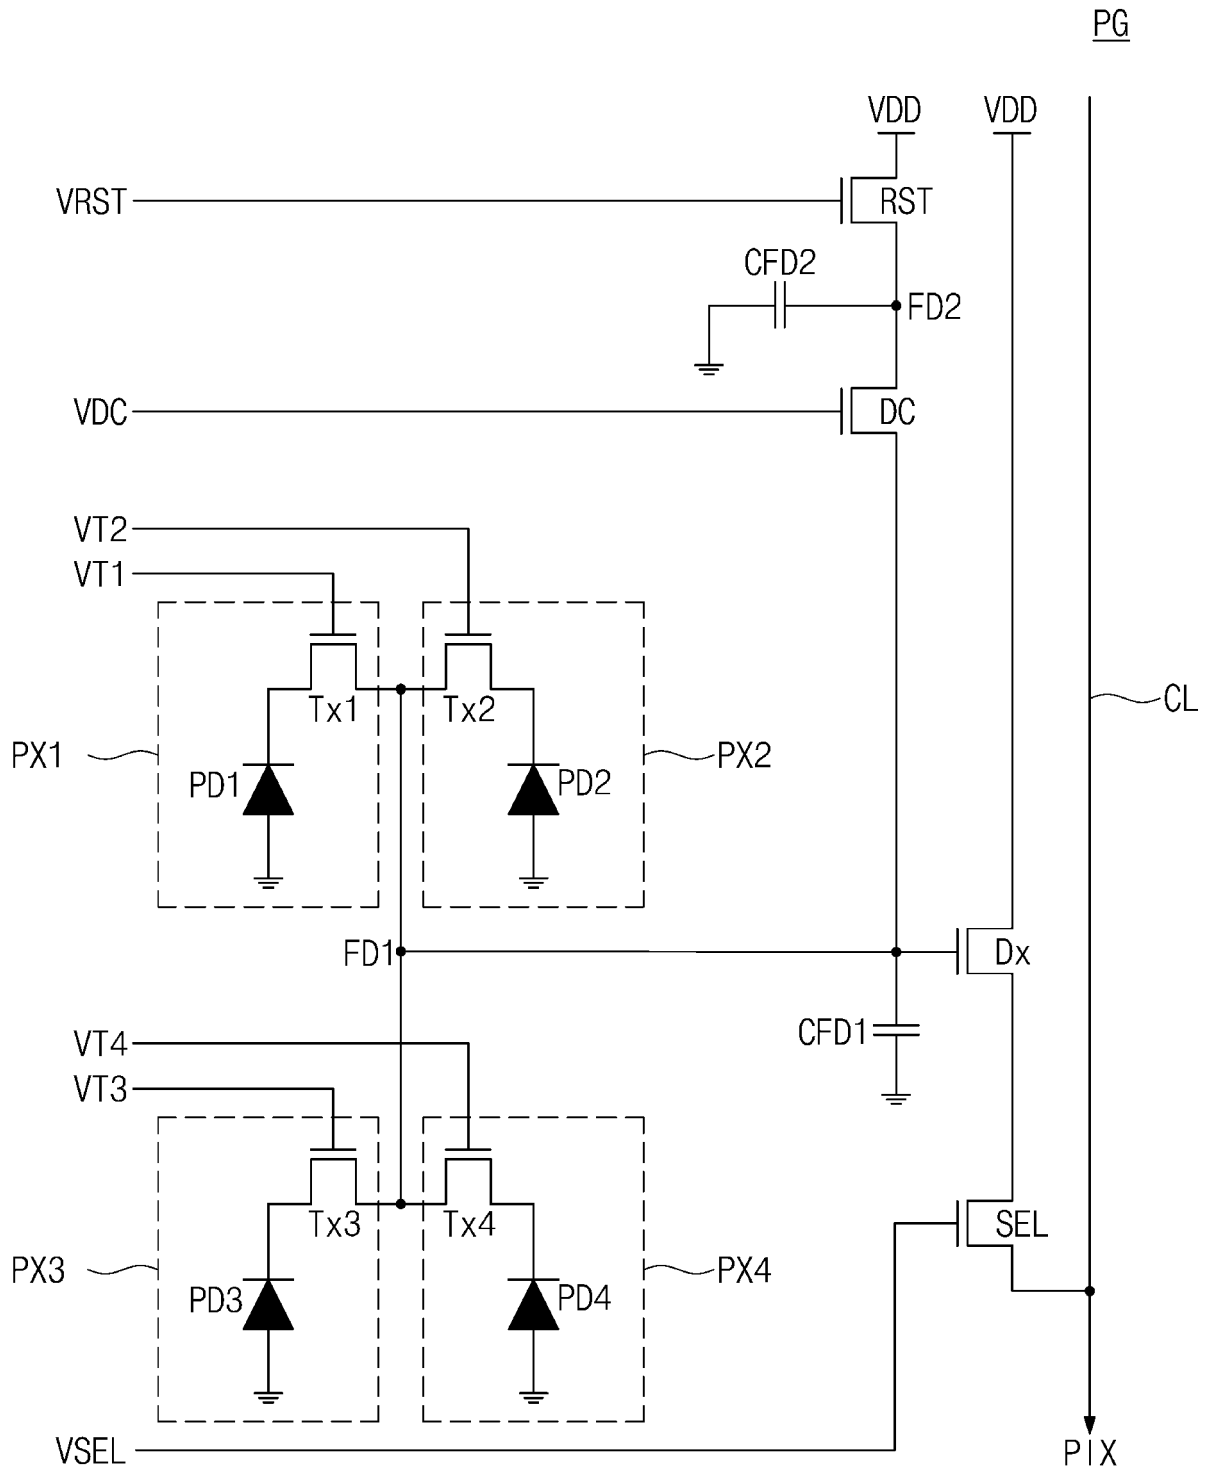 PG
VDD
VDD
VRST
RST
CFD2
FD2
VDC
DC
VT2
VT1
Tx1
Tx2
CL
PX1
PD1
PD2
PX2
FD1
Dx
CFD1
VT4
VT3
Tx3
Tx4
SEL
PX3
PD3
PD4
PX4
VSEL
PIX